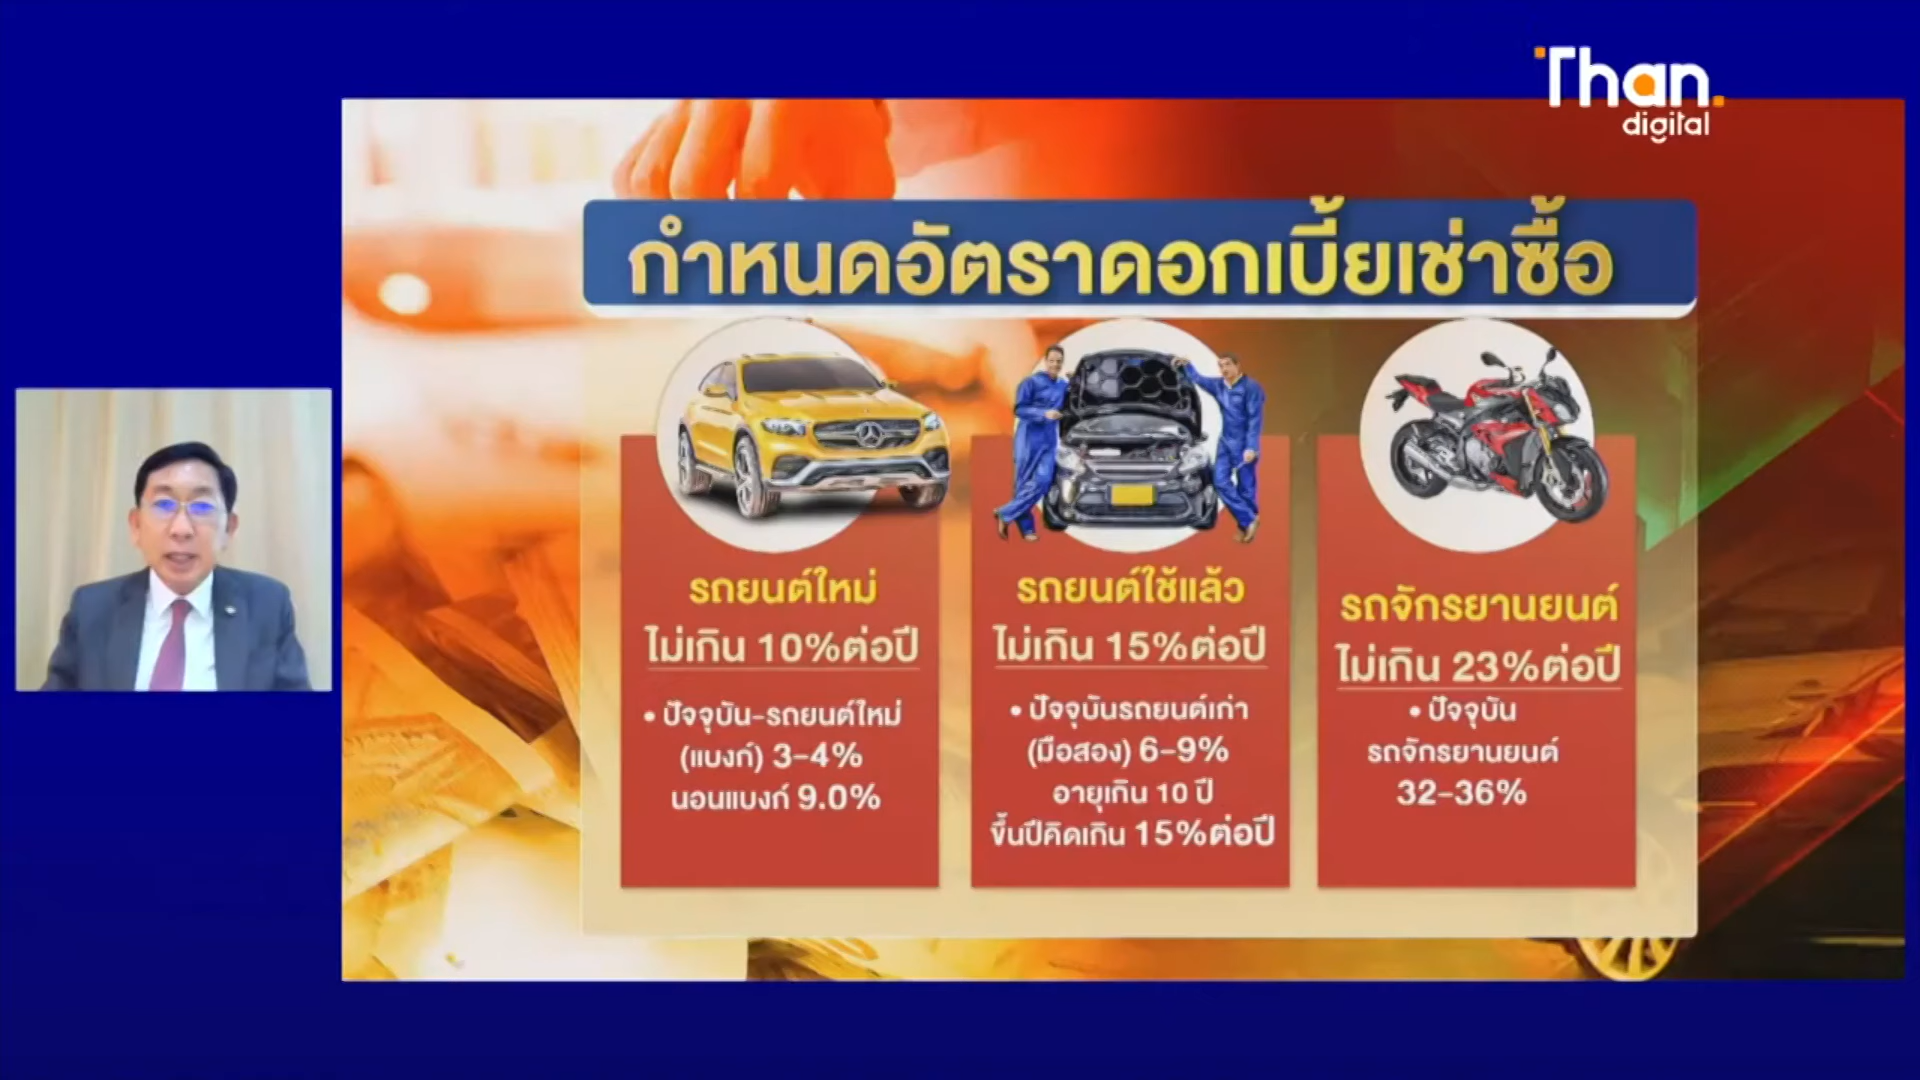 Than.
digital
กำหนดอัตราดอกเบี้ยเช่าซื้อ
รถยนต์ใหม่
ไม่เกิน 10%ต่อปี
• ปัจจุบัน-รถยนต์ใหม่
(แบงก์) 3-4%
นอนแบงก์ 9.0%
รถยนต์ใช้แล้ว
ไม่เกิน 15%ต่อปี
• ปัจจุบันรถยนต์เก่า
(มือสอง) 6-9%
อายุเกิน 10 ปี
ขึ้นปีคิดเกิน 15%ต่อปี
รถจักรยานยนต์
ไม่เกิน 23%ต่อปี
• ปัจจุบัน
รถจักรยานยนต์
32-36%